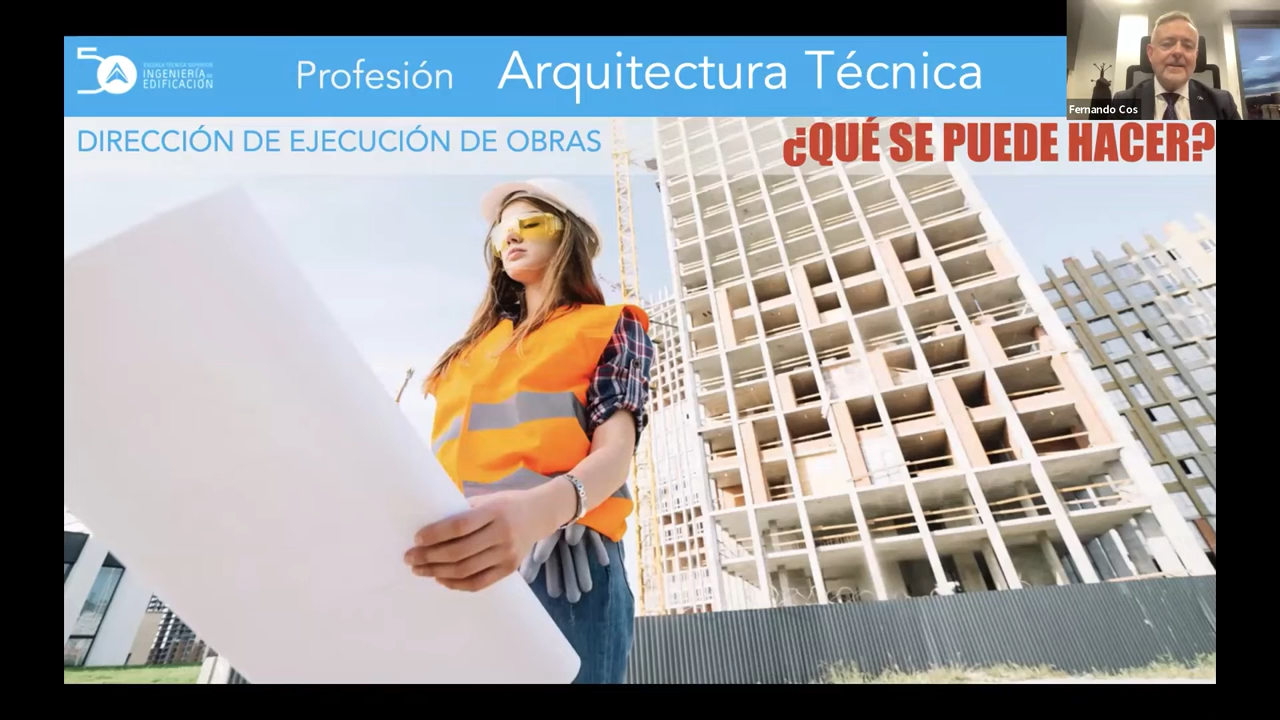 50
ESCUELA TÉCNICA SUPERIOR
INGENIERÍA DE
EDIFICACIÓN
Profesión Arquitectura Técnica
Fernando Cos
DIRECCIÓN DE EJECUCIÓN DE OBRAS
¿QUÉ SE PUEDE HACER?